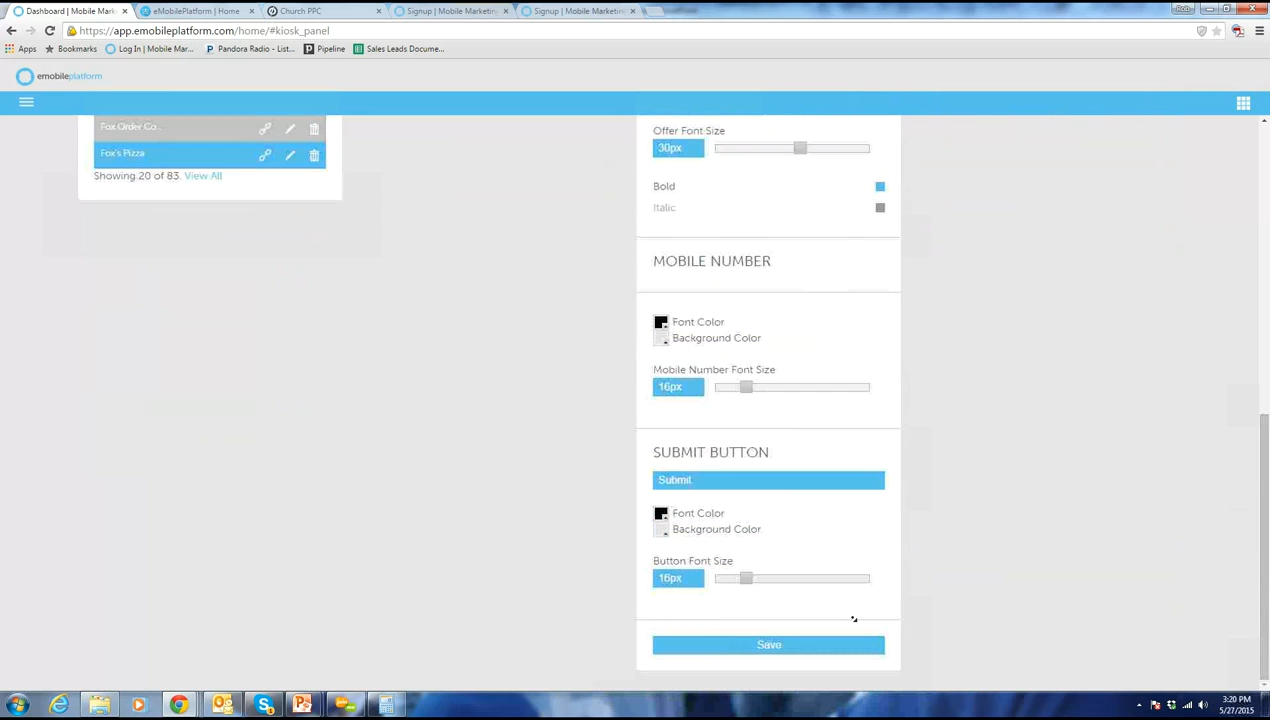 Dashboard | Mobile Mark
eMobilePlatform | Home
Church PPC
Signup | Mobile Marketing
Signup | Mobile Marketing
Rob
https://app.emobileplatform.com/home/#kiosk_panel
Apps
Bookmarks
Log In | Mobile Mar...
Pandora Radio - List...
Pipeline
Sales Leads Docume...
emobileplatform
Fox Order Co..
Fox's Pizza
Showing 20 of 83. View All
Offer Font Size
30px
Bold
Italic
MOBILE NUMBER
Font Color
Background Color
Mobile Number Font Size
16px
SUBMIT BUTTON
Submit
Font Color
Background Color
Button Font Size
16px
Save
3:20 PM
5/27/2015